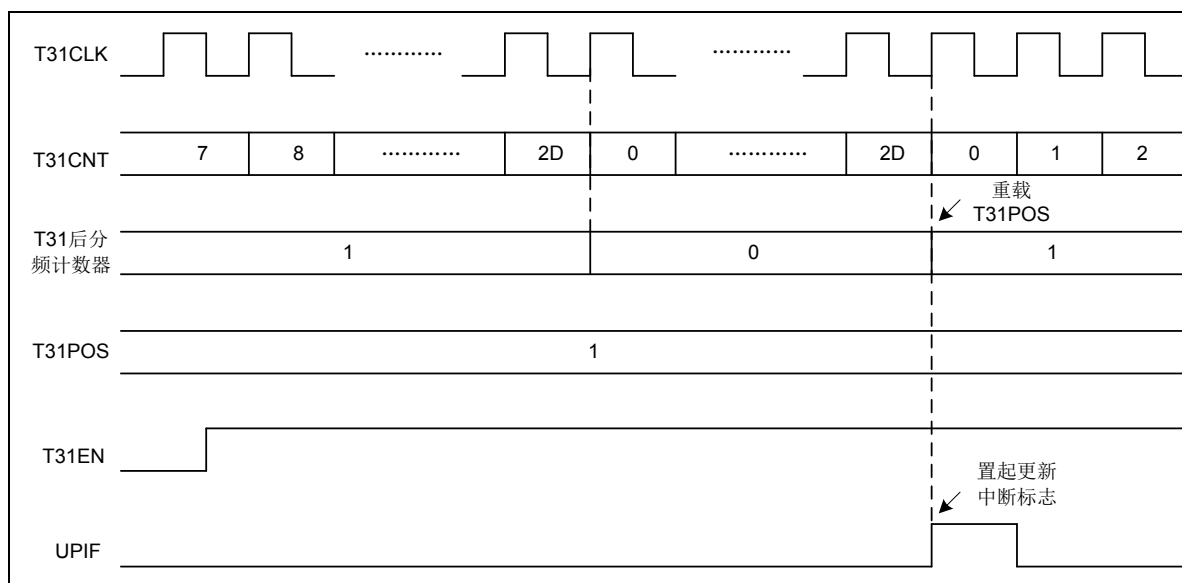 T31CLK
............ ............
T31CNT
7 8 ............ 2D 0 ............ 2D 0 1 2
重载
T31POS
T31后分
频计数器
1 0 1
T31POS
1
T31EN
置起更新
中断标志
UPIF